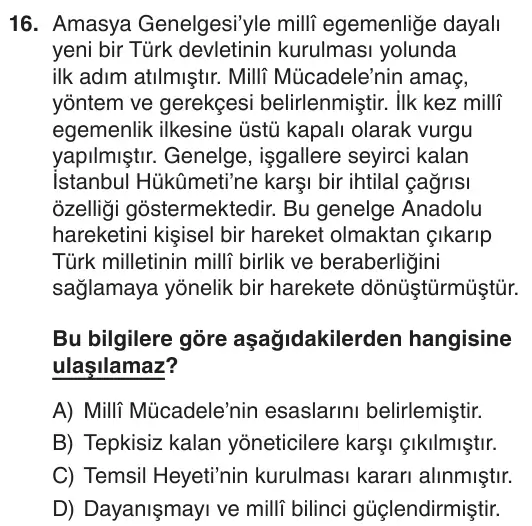 16. Amasya Genelgesi’yle millî egemenliğe dayalı
yeni bir Türk devletinin kurulması yolunda
ilk adım atılmıştır. Millî Mücadele’nin amaç,
yöntem ve gerekçesi belirlenmiştir. İlk kez millî
egemenlik ilkesine üstü kapalı olarak vurgu
yapılmıştır. Genelge, işgallere seyirci kalan
İstanbul Hükûmeti’ne karşı bir ihtilal çağrısı
özelliği göstermektedir. Bu genelge Anadolu
hareketini kişisel bir hareket olmaktan çıkarıp
Türk milletinin millî birlik ve beraberliğini
sağlamaya yönelik bir harekete dönüştürmüştür.
Bu bilgilere göre aşağıdakilerden hangisine
ulaşılamaz?
A) Millî Mücadele’nin esaslarını belirlemiştir.
B) Tepkisiz kalan yöneticilere karşı çıkılmıştır.
C) Temsil Heyeti’nin kurulması kararı alınmıştır.
D) Dayanışmayı ve millî bilinci güçlendirmiştir.